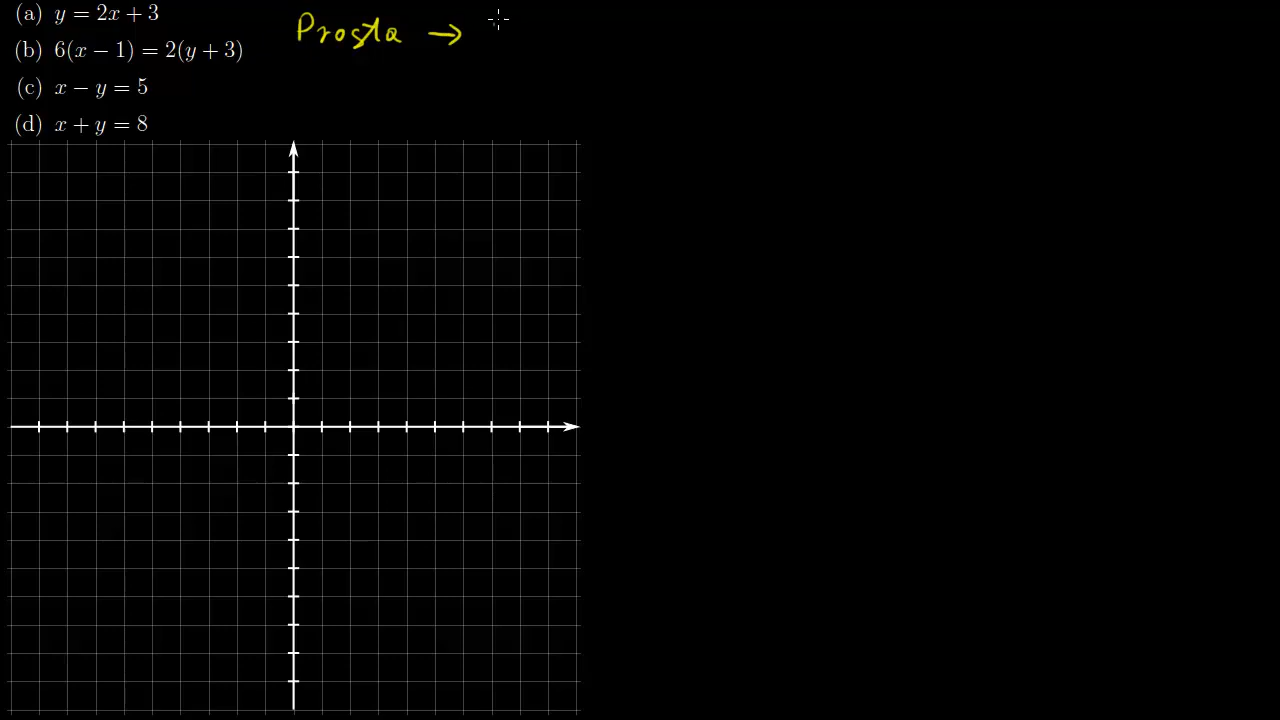 (a) y = 2x + 3
Prosta →
(b) 6(x − 1) = 2(y + 3)
(c) x − y = 5
(d) x + y = 8